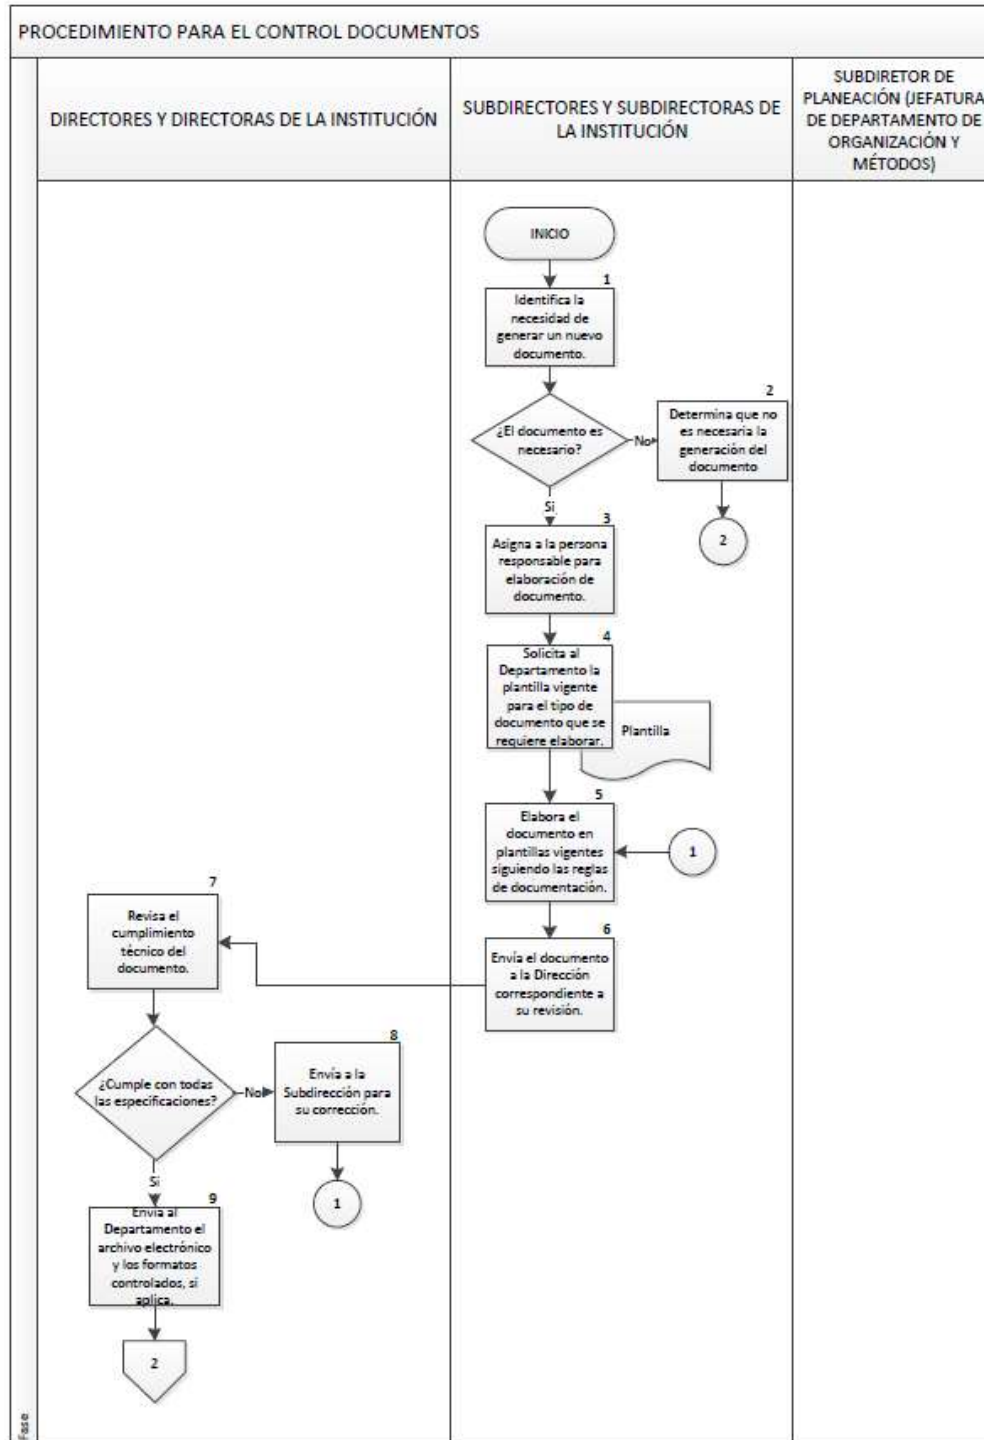 PROCEDIMIENTO PARA EL CONTROL DOCUMENTOS
DIRECTORES Y DIRECTORAS DE LA INSTITUCIÓN
SUBDIRECTORES Y SUBDIRECTORAS DE
LA INSTITUCIÓN
SUBDIRETOR DE
PLANEACIÓN (JEFATURA
DE DEPARTAMENTO DE
ORGANIZACIÓN Y
MÉTODOS)
INICIO
1
Identifica la
necesidad de
generar un nuevo
documento.
¿El documento es
necesario?
No
2
Determina que no
es necesaria la
generación del
documento
2
Si
3
Asigna a la persona
responsable para
elaboración de
documento.
4
Solicita al
Departamento la
plantilla vigente
para el tipo de
documento que se
requiere elaborar.
Plantilla
5
Elabora el
documento en
plantillas vigentes
siguiendo las reglas
de documentación.
1
6
Envía el documento
a la Dirección
correspondiente a
su revisión.
7
Revisa el
cumplimiento
técnico del
documento.
¿Cumple con todas
las especificaciones?
No
8
Envía a la
Subdirección para
su corrección.
1
Si
9
Envía al
Departamento el
archivo electrónico
y los formatos
controlados, si
aplica.
2
Fase